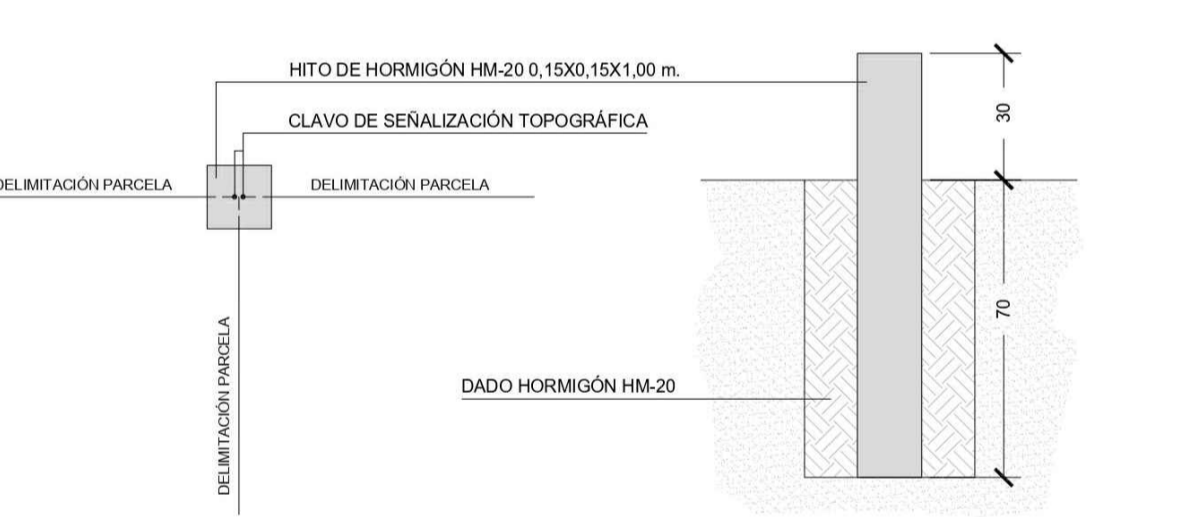 HITO DE HORMIGÓN HM-20 0,15X0,15X1,00 m.
CLAVO DE SEÑALIZACIÓN TOPOGRÁFICA
DELIMITACIÓN PARCELA
DELIMITACIÓN PARCELA
DELIMITACIÓN PARCELA
DADO HORMIGÓN HM-20
30
70